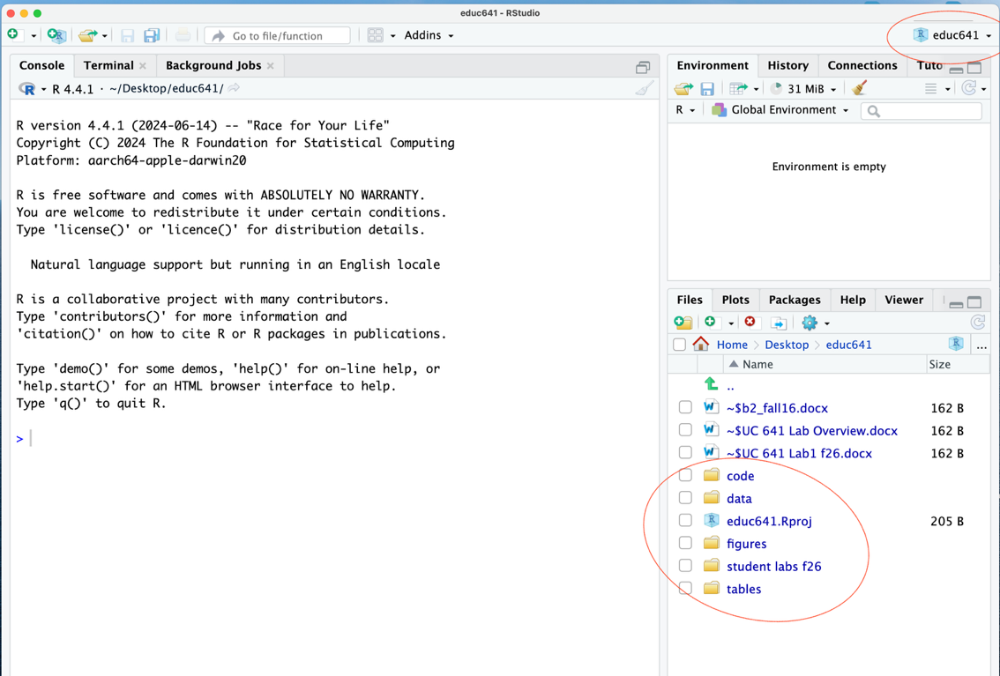 educ641 - RStudio
Go to file/function
Addins
educ641
Console Terminal Background Jobs
R 4.4.1 · ~/Desktop/educ641/
R version 4.4.1 (2024-06-14) -- "Race for Your Life"
Copyright (C) 2024 The R Foundation for Statistical Computing
Platform: aarch64-apple-darwin20
R is free software and comes with ABSOLUTELY NO WARRANTY.
You are welcome to redistribute it under certain conditions.
Type 'license()' or 'licence()' for distribution details.
Natural language support but running in an English locale
R is a collaborative project with many contributors.
Type 'contributors()' for more information and
'citation()' on how to cite R or R packages in publications.
Type 'demo()' for some demos, 'help()' for on-line help, or
'help.start()' for an HTML browser interface to help.
Type 'q()' to quit R.
>
Environment History Connections Tuto
31 MiB
R Global Environment
Environment is empty
Files Plots Packages Help Viewer
Home > Desktop > educ641 ...
Name Size
..
~$b2_fall16.docx 162 B
~$UC 641 Lab Overview.docx 162 B
~$UC 641 Lab1 f26.docx 162 B
code
data
educ641.Rproj 205 B
figures
student labs f26
tables